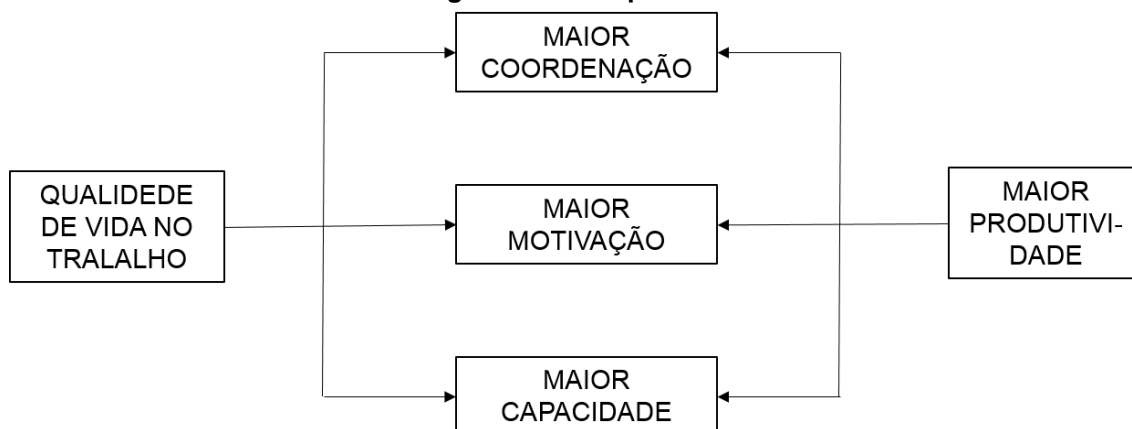 MAIOR
COORDENAÇÃO
QUALIDEDE
DE VIDA NO
TRALALHO
MAIOR
MOTIVAÇÃO
MAIOR
PRODUTIVI-
DADE
MAIOR
CAPACIDADE